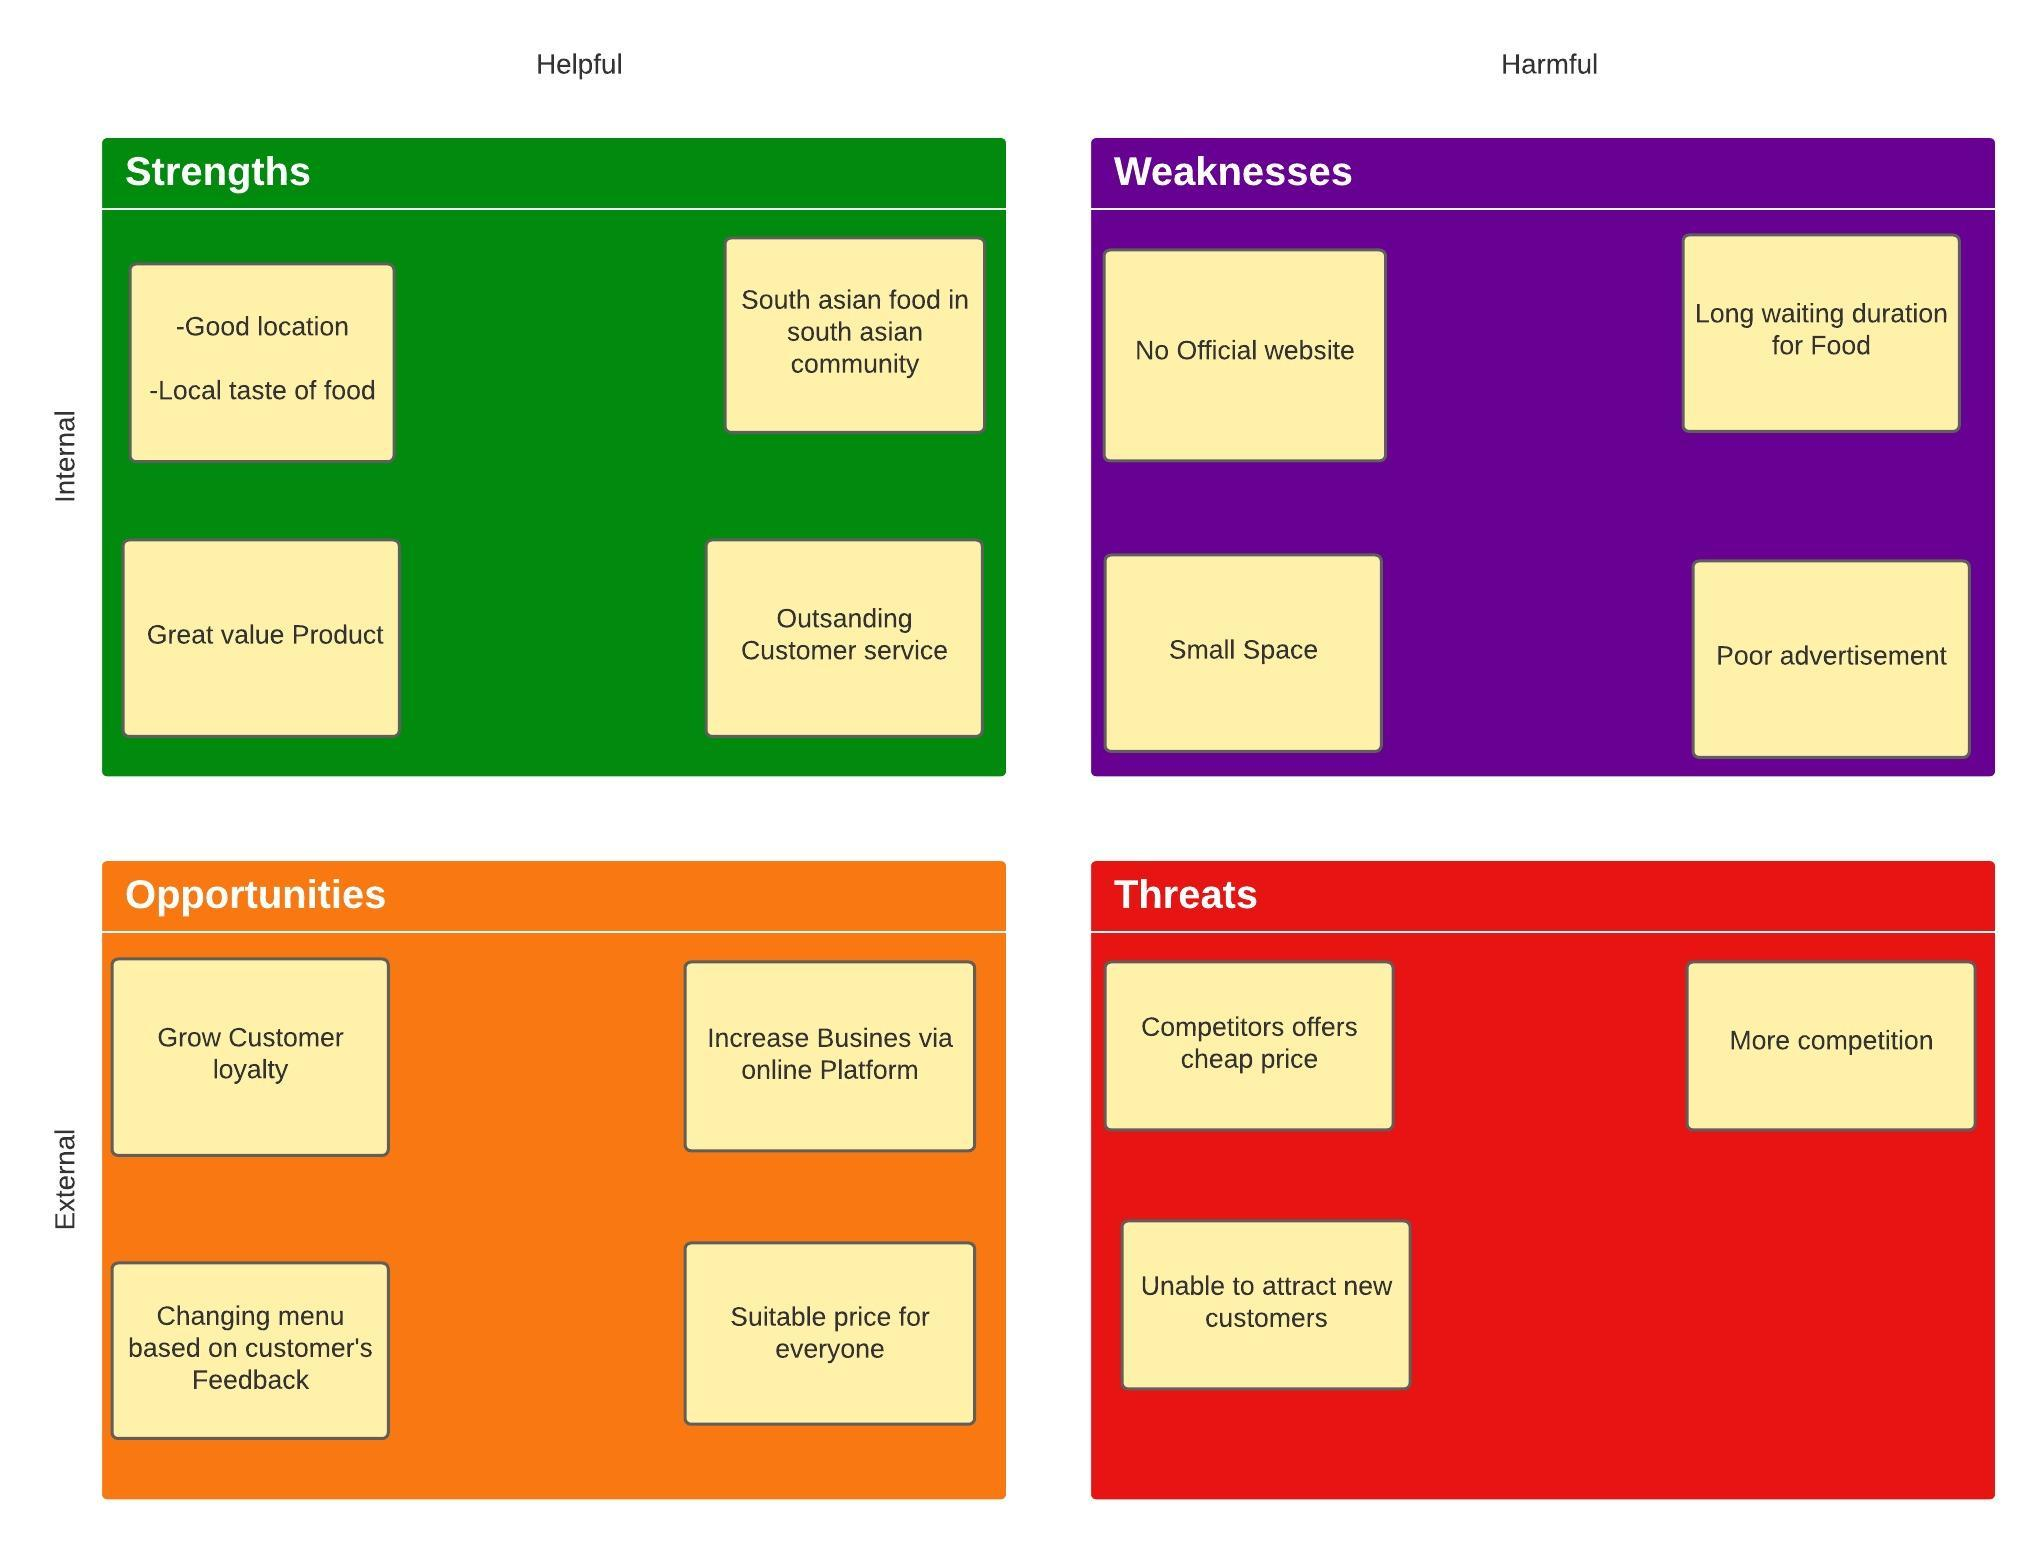 Helpful
Harmful
Internal
Strengths
-Good location
-Local taste of food
South asian food in
south asian
community
Great value Product
Outsanding
Customer service
Weaknesses
No Official website
Long waiting duration
for Food
Small Space
Poor advertisement
External
Opportunities
Grow Customer
loyalty
Increase Busines via
online Platform
Changing menu
based on customer's
Feedback
Suitable price for
everyone
Threats
Competitors offers
cheap price
More competition
Unable to attract new
customers